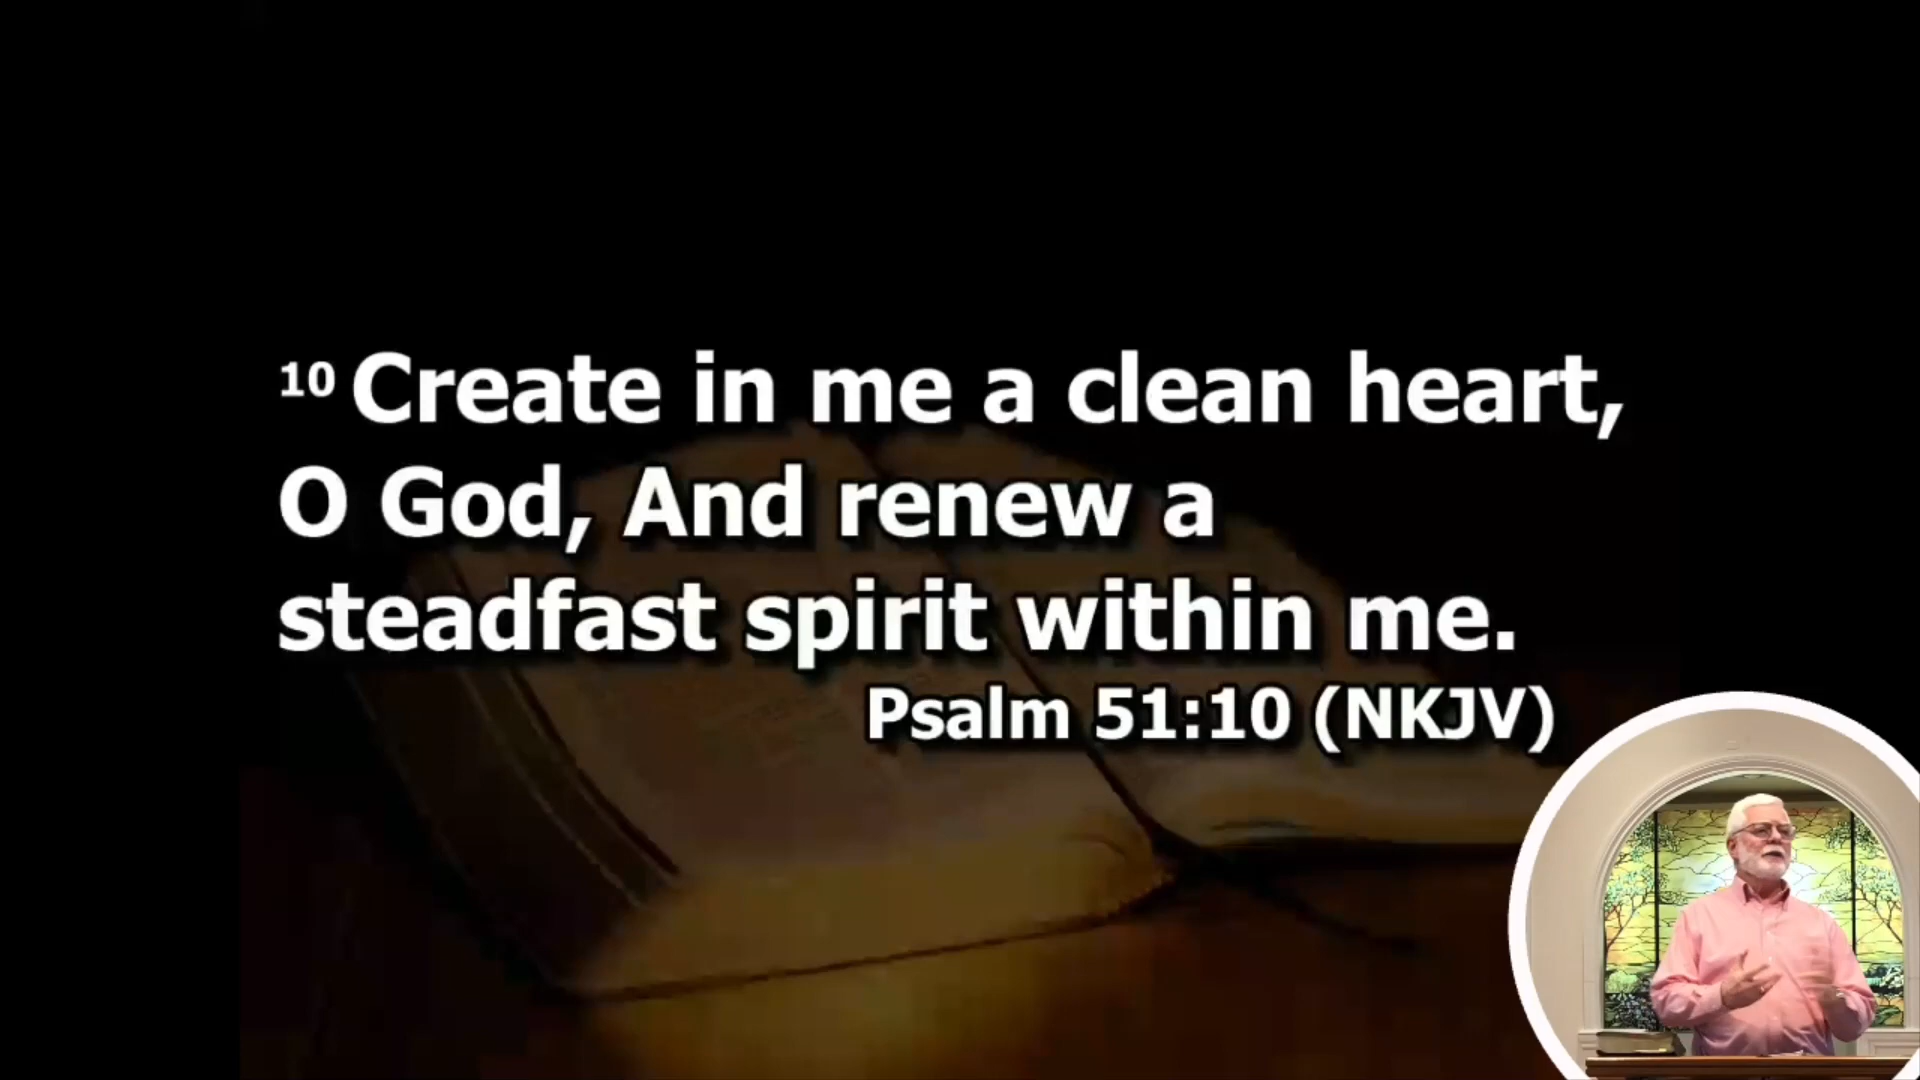 10 Create in me a clean heart,
O God, And renew a
steadfast spirit within me.
Psalm 51:10 (NKJV)